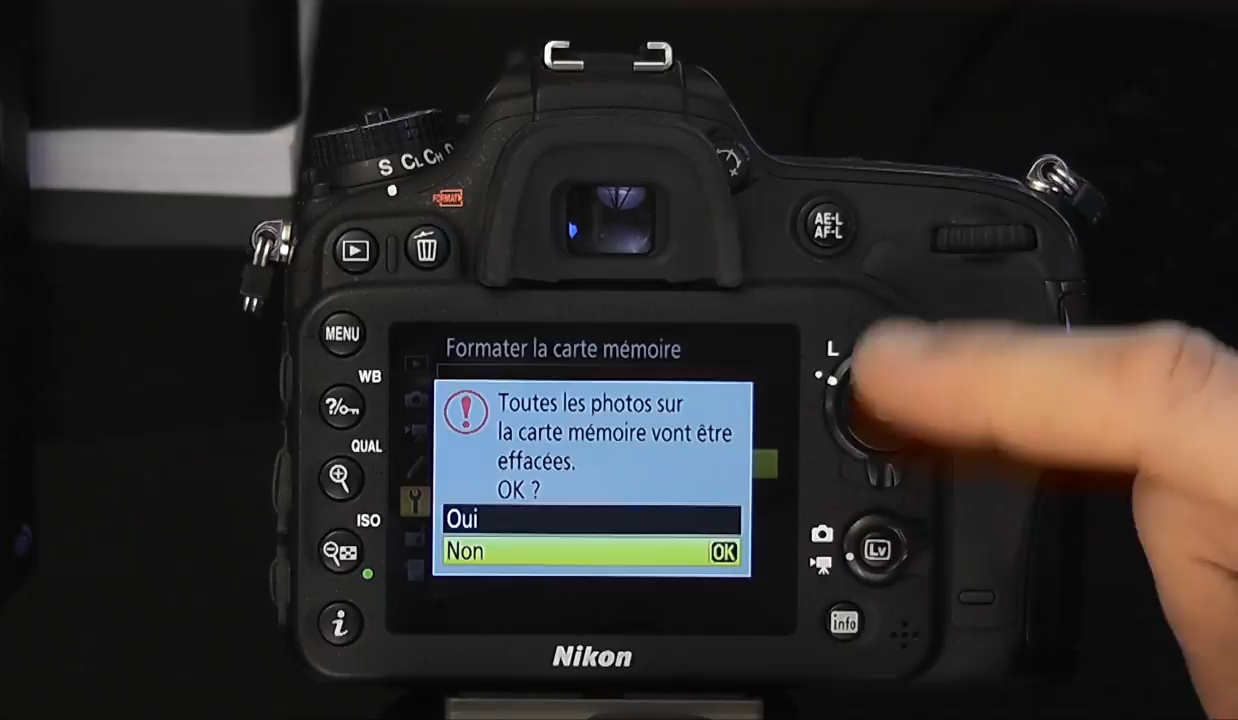 S CL CH
FORMAT
AE-L
AF-L
MENU
WB
?/
QUAL
ISO
i
Formater la carte mémoire
L
! Toutes les photos sur
la carte mémoire vont être
effacées.
OK ?
Oui
Non OK
Lv
info
Nikon